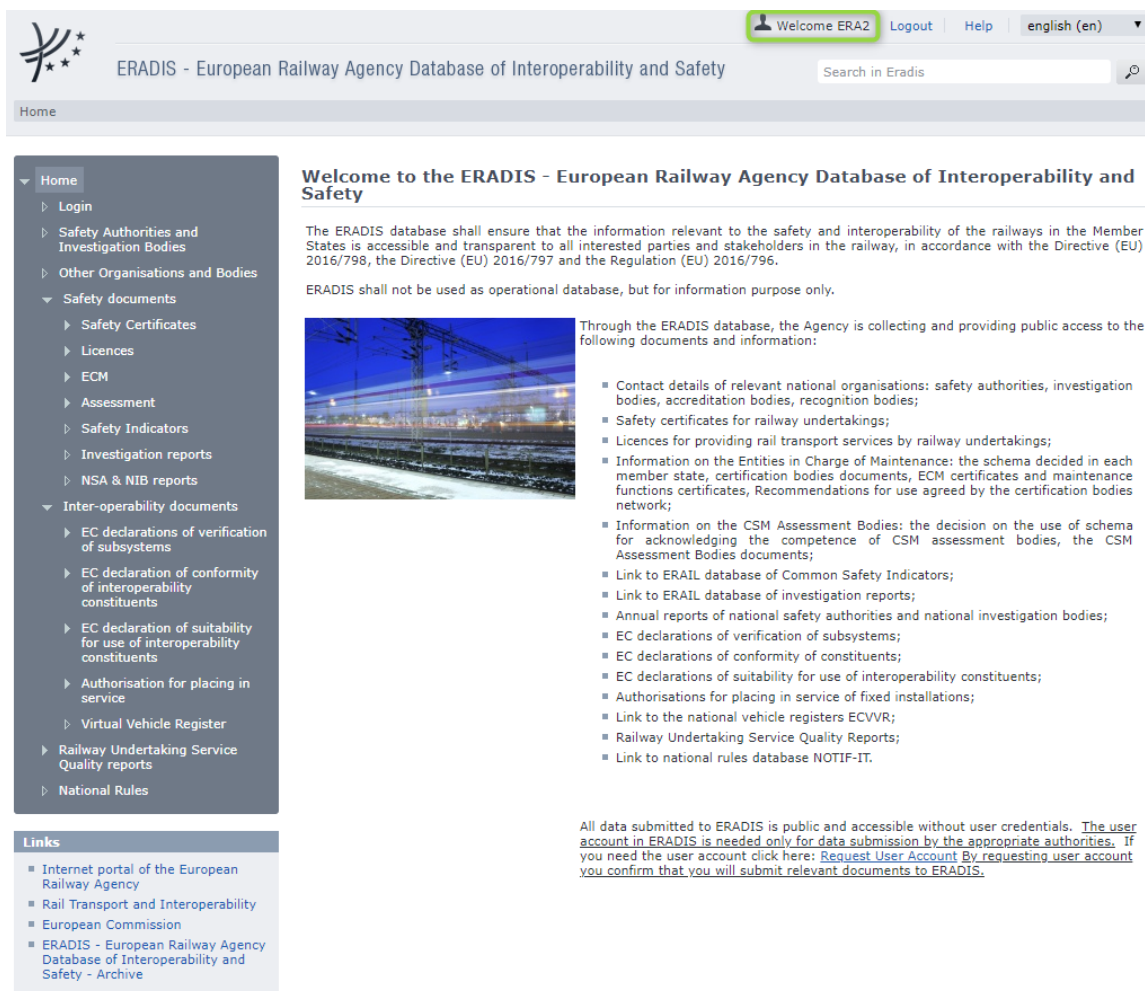 Welcome ERA2 Logout Help english (en)
ERADIS - European Railway Agency Database of Interoperability and Safety
Search in Eradis
Home
Home
Login
Safety Authorities and
Investigation Bodies
Other Organisations and Bodies
Safety documents
Safety Certificates
Licences
ECM
Assessment
Safety Indicators
Investigation reports
NSA & NIB reports
Inter-operability documents
EC declarations of verification
of subsystems
EC declaration of conformity
of interoperability
constituents
EC declaration of suitability
for use of interoperability
constituents
Authorisation for placing in
service
Virtual Vehicle Register
Railway Undertaking Service
Quality reports
National Rules
Links
Internet portal of the European
Railway Agency
Rail Transport and Interoperability
European Commission
ERADIS - European Railway Agency
Database of Interoperability and
Safety - Archive
Welcome to the ERADIS - European Railway Agency Database of Interoperability and
Safety
The ERADIS database shall ensure that the information relevant to the safety and interoperability of the railways in the Member
States is accessible and transparent to all interested parties and stakeholders in the railway, in accordance with the Directive (EU)
2016/798, the Directive (EU) 2016/797 and the Regulation (EU) 2016/796.
ERADIS shall not be used as operational database, but for information purpose only.
Through the ERADIS database, the Agency is collecting and providing public access to the
following documents and information:
Contact details of relevant national organisations: safety authorities, investigation
bodies, accreditation bodies, recognition bodies;
Safety certificates for railway undertakings;
Licences for providing rail transport services by railway undertakings;
Information on the Entities in Charge of Maintenance: the schema decided in each
member state, certification bodies documents, ECM certificates and maintenance
functions certificates, Recommendations for use agreed by the certification bodies
network;
Information on the CSM Assessment Bodies: the decision on the use of schema
for acknowledging the competence of CSM assessment bodies, the CSM
Assessment Bodies documents;
Link to ERAIL database of Common Safety Indicators;
Link to ERAIL database of investigation reports;
Annual reports of national safety authorities and national investigation bodies;
EC declarations of verification of subsystems;
EC declarations of conformity of constituents;
EC declarations of suitability for use of interoperability constituents;
Authorisations for placing in service of fixed installations;
Link to the national vehicle registers ECVVR;
Railway Undertaking Service Quality Reports;
Link to national rules database NOTIF-IT.
All data submitted to ERADIS is public and accessible without user credentials. The user
account in ERADIS is needed only for data submission by the appropriate authorities. If
you need the user account click here: Request User Account By requesting user account
you confirm that you will submit relevant documents to ERADIS.